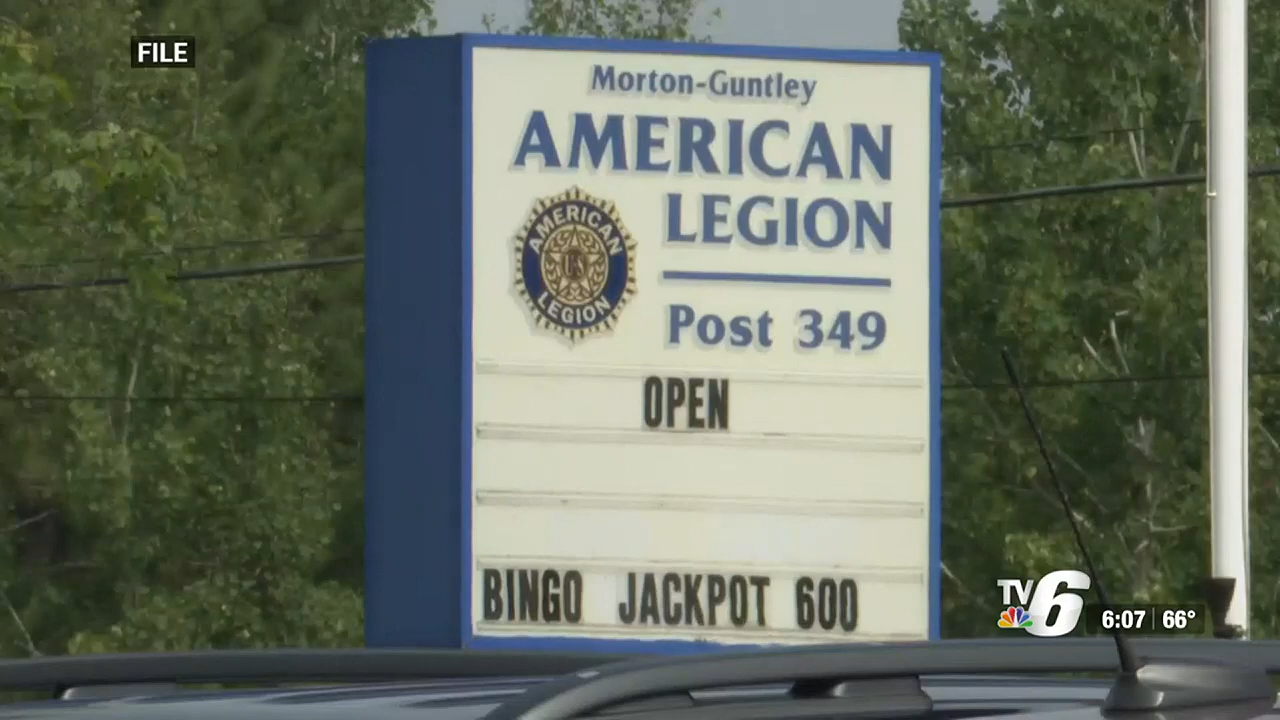 FILE
Morton-Guntley
AMERICAN
LEGION
AMERICAN
LEGION
Post 349
OPEN
BINGO JACKPOT 600
TV6
6:07 66°